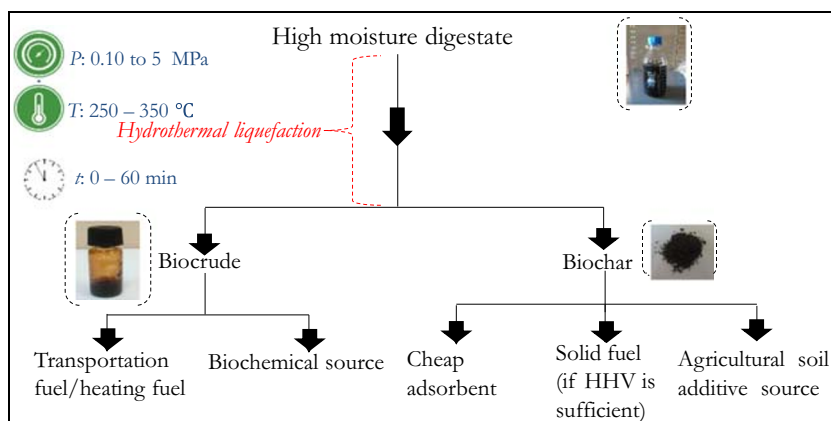 High moisture digestate
P: 0.10 to 5 MPa
T: 250 – 350 °C
Hydrothermal liquefaction
t: 0 – 60 min
Biocrude
Biochar
Transportation
fuel/heating fuel
Biochemical source
Cheap
adsorbent
Solid fuel
(if HHV is
sufficient)
Agricultural soil
additive source